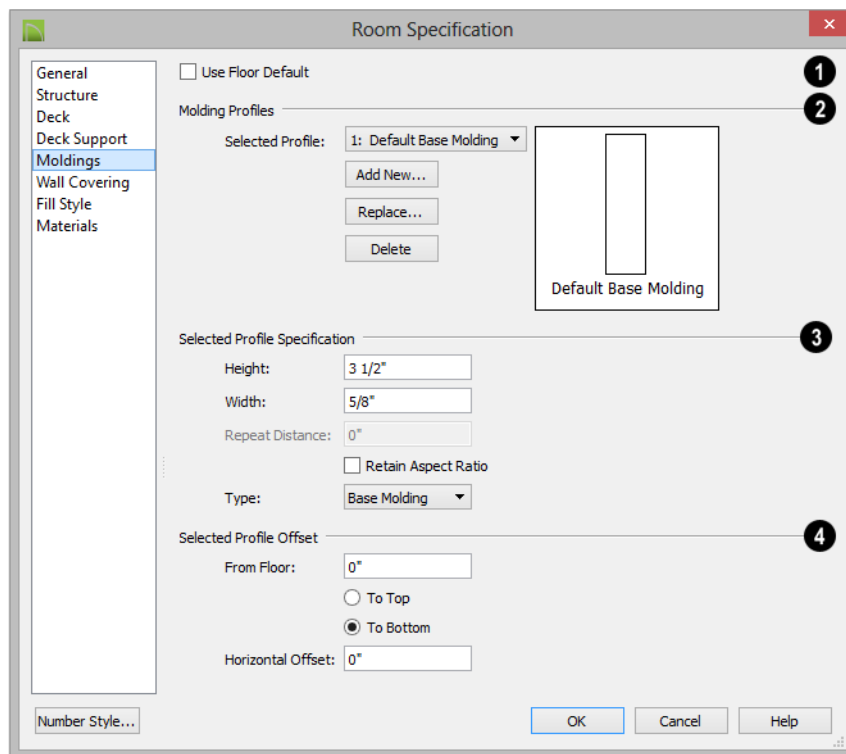 Room Specification
General
Structure
Deck
Deck Support
Moldings
Wall Covering
Fill Style
Materials
Use Floor Default
1
Molding Profiles
2
Selected Profile:
1: Default Base Molding
Add New...
Replace...
Delete
Default Base Molding
Selected Profile Specification
3
Height:
3 1/2"
Width:
5/8"
Repeat Distance:
0"
Retain Aspect Ratio
Type:
Base Molding
Selected Profile Offset
4
From Floor:
0"
To Top
To Bottom
Horizontal Offset:
0"
Number Style...
OK
Cancel
Help